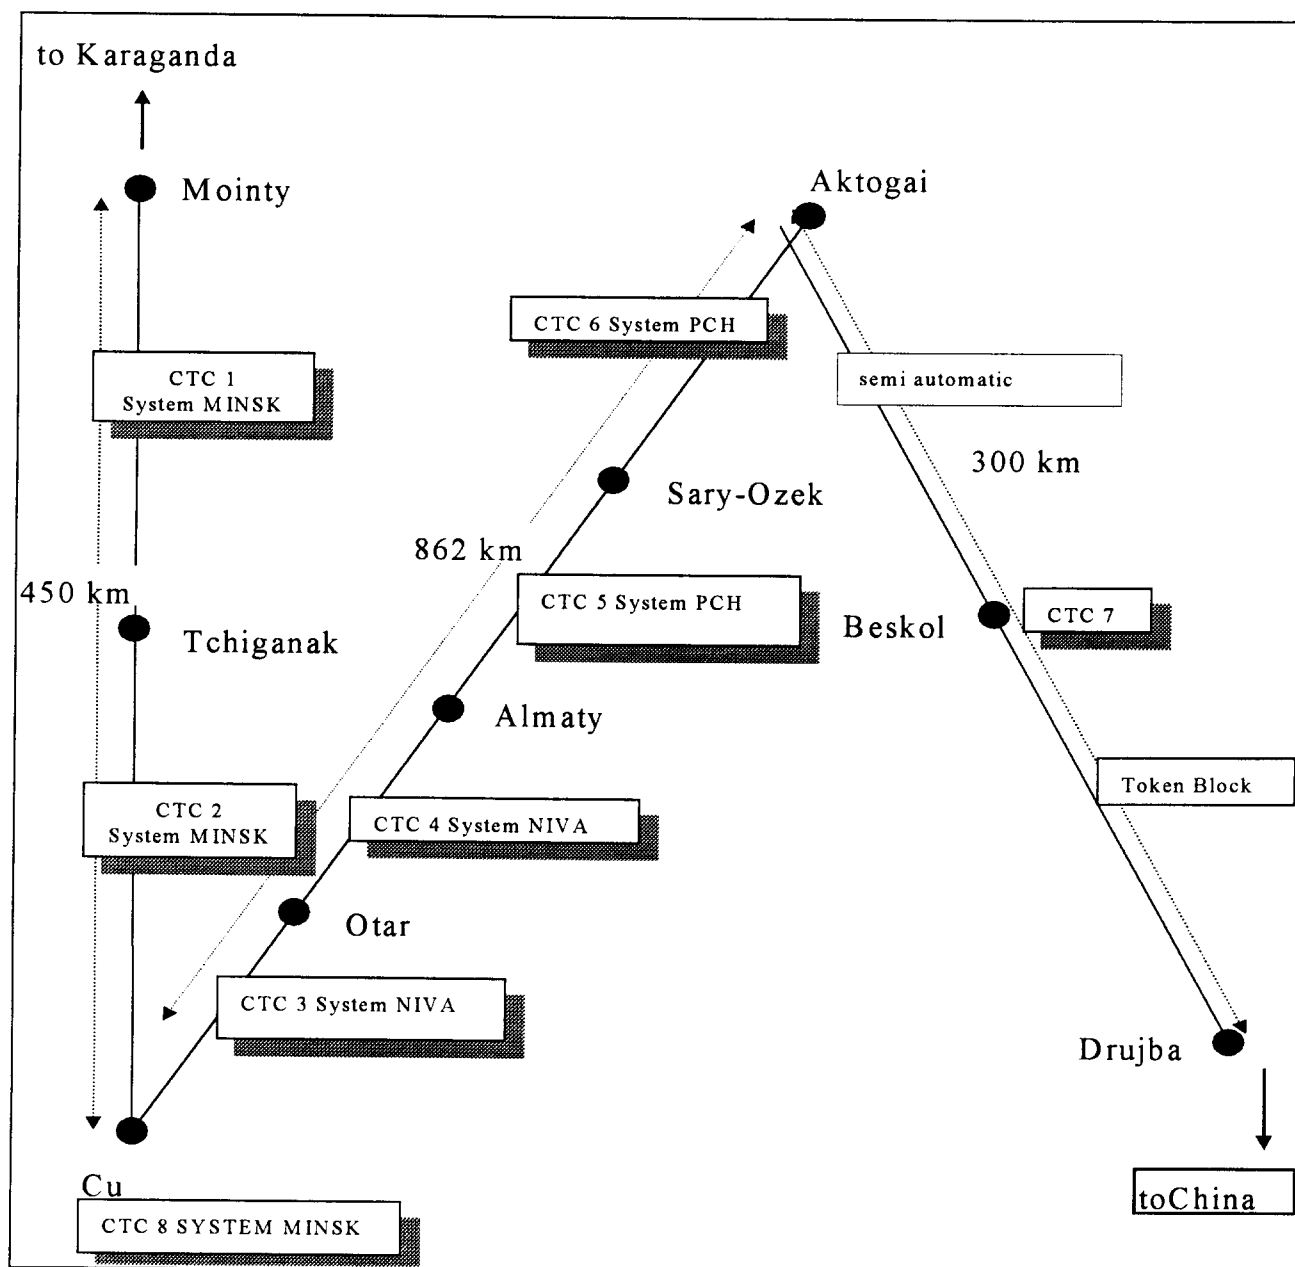 to Karaganda
Mointy
Aktogai
CTC 6 System PCH
CTC 1
System MINSK
semi automatic
300 km
Sary-Ozek
862 km
450 km
CTC 5 System PCH
Beskol
CTC 7
Tchiganak
Almaty
Token Block
CTC 2
System MINSK
CTC 4 System NIVA
Otar
CTC 3 System NIVA
Drujba
Cu
toChina
CTC 8 SYSTEM MINSK